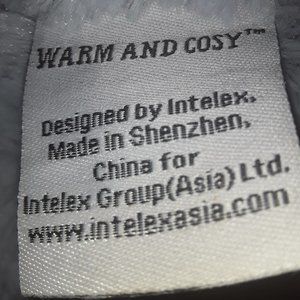 WARM AND COSY™
Designed by Intelex.
Made in Shenzhen,
China for
Intelex Group(Asia) Ltd.
www.intelexasia.com